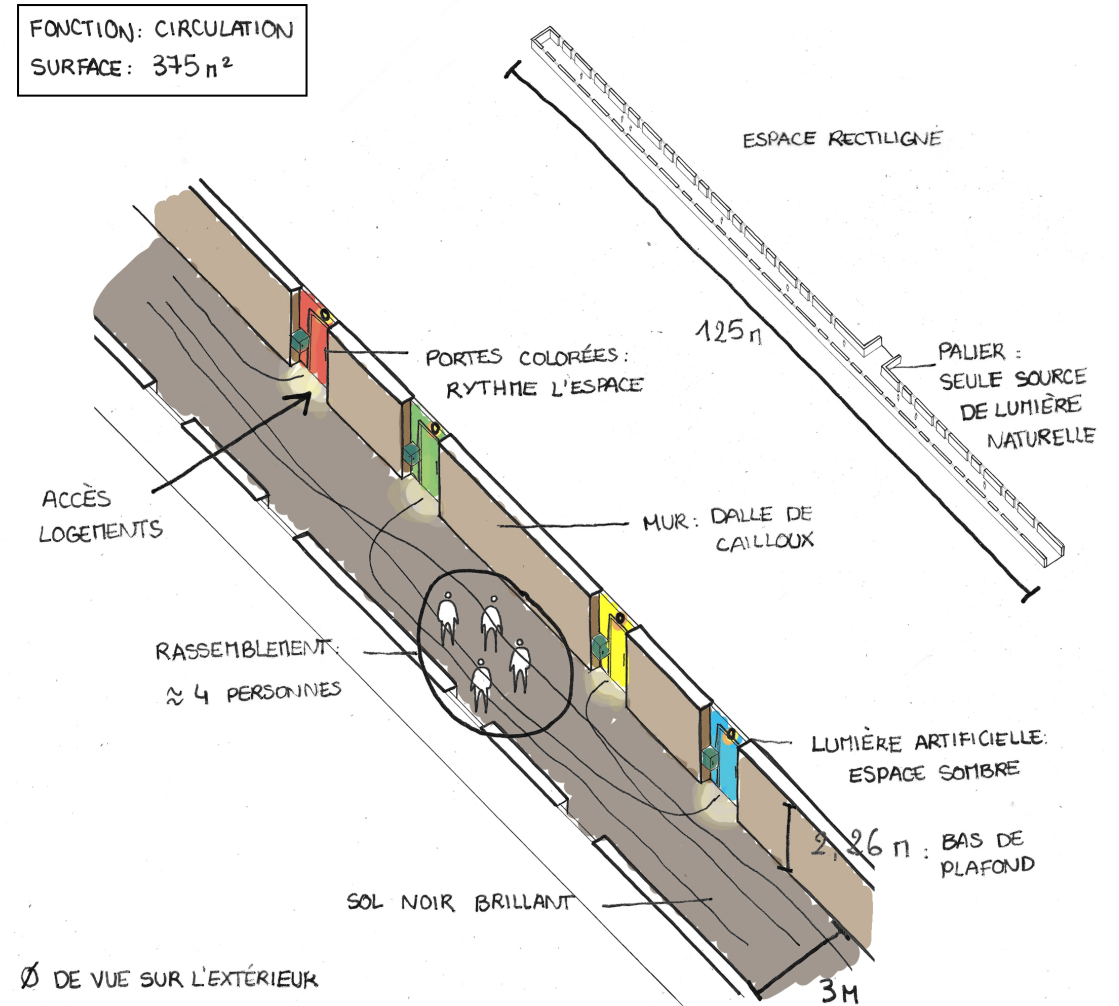 FONCTION: CIRCULATION
SURFACE: 375 m²
ESPACE RECTILIGNE
125 m
PALIER :
SEULE SOURCE
DE LUMIÈRE
NATURELLE
PORTES COLORÉES :
RYTHME L'ESPACE
ACCÈS
LOGEMENTS
MUR : DALLE DE
CAILLOUX
RASSEMBLEMENT :
≈ 4 PERSONNES
LUMIÈRE ARTIFICIELLE :
ESPACE SOMBRE
2,26 m : BAS DE
PLAFOND
SOL NOIR BRILLANT
Ø DE VUE SUR L'EXTÉRIEUR
3 M